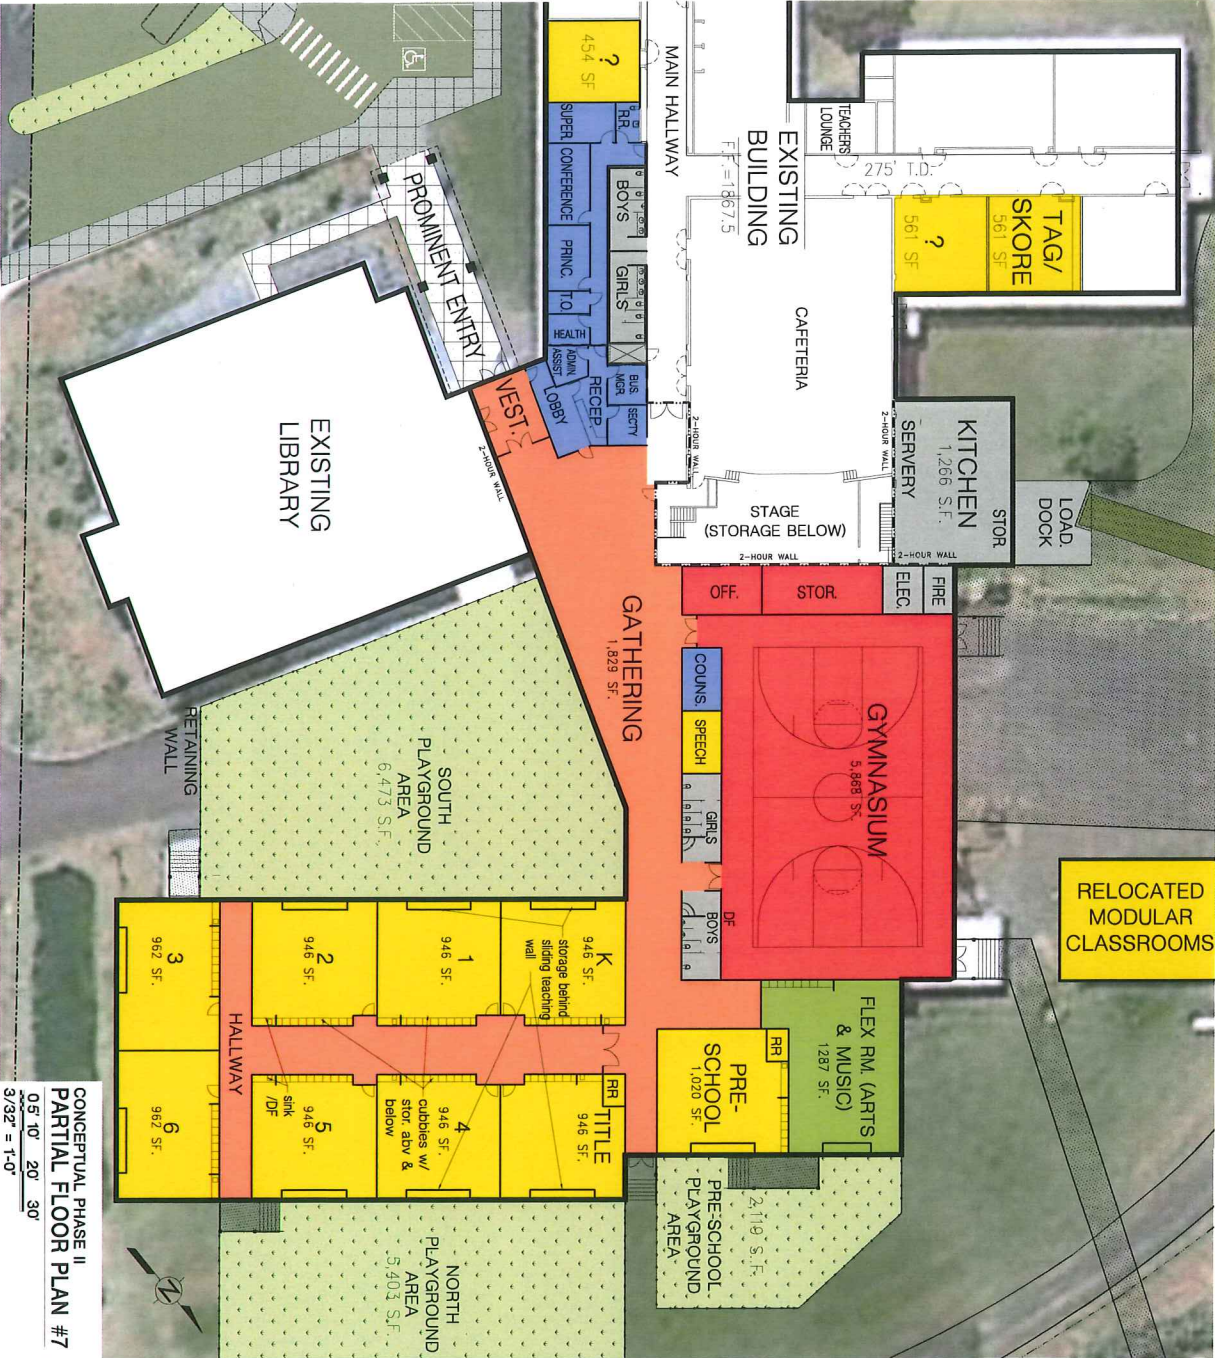 ?
454 SF
MAIN HALLWAY
SUPER.
R.R.
CONFERENCE
BOYS
PRINC.
T.O.
GIRLS
HEALTH
ADMIN.
ASSIST.
RECEP.
BUS.
MGR.
SECTY
LOBBY
VEST.
PROMINENT ENTRY
EXISTING
BUILDING
F.F.=1867.5
TEACHER'S
LOUNGE
275' T.D.
?
561 SF
TAG/
SKORE
561 SF
CAFETERIA
2-HOUR WALL
2-HOUR WALL
SERVERY
KITCHEN
1,266 S.F.
STOR.
LOAD.
DOCK
STAGE
(STORAGE BELOW)
2-HOUR WALL
2-HOUR WALL
2-HOUR WALL
EXISTING
LIBRARY
OFF.
STOR.
ELEC.
FIRE
GATHERING
1,829 SF.
COUNS.
SPEECH
GIRLS
BOYS
DF
GYMNASIUM
5,868 SF.
RELOCATED
MODULAR
CLASSROOMS
RETAINING
WALL
SOUTH
PLAYGROUND
AREA
6,473 S.F.
3
962 SF.
2
946 SF.
1
946 SF.
K
946 SF.
storage behind
sliding teaching
wall
HALLWAY
6
962 SF.
5
946 SF.
sink
/DF
4
946 SF.
cubbies w/
stor. abv &
below
TITLE
946 SF.
RR
PRE-
SCHOOL
1,020 SF.
RR
FLEX RM. (ARTS
& MUSIC)
1287 SF.
PRE-SCHOOL
PLAYGROUND
AREA
2,119 S.F.
NORTH
PLAYGROUND
AREA
5,403 S.F.
N
CONCEPTUAL PHASE II
PARTIAL FLOOR PLAN #7
0 5' 10' 20' 30'
3/32" = 1'-0"